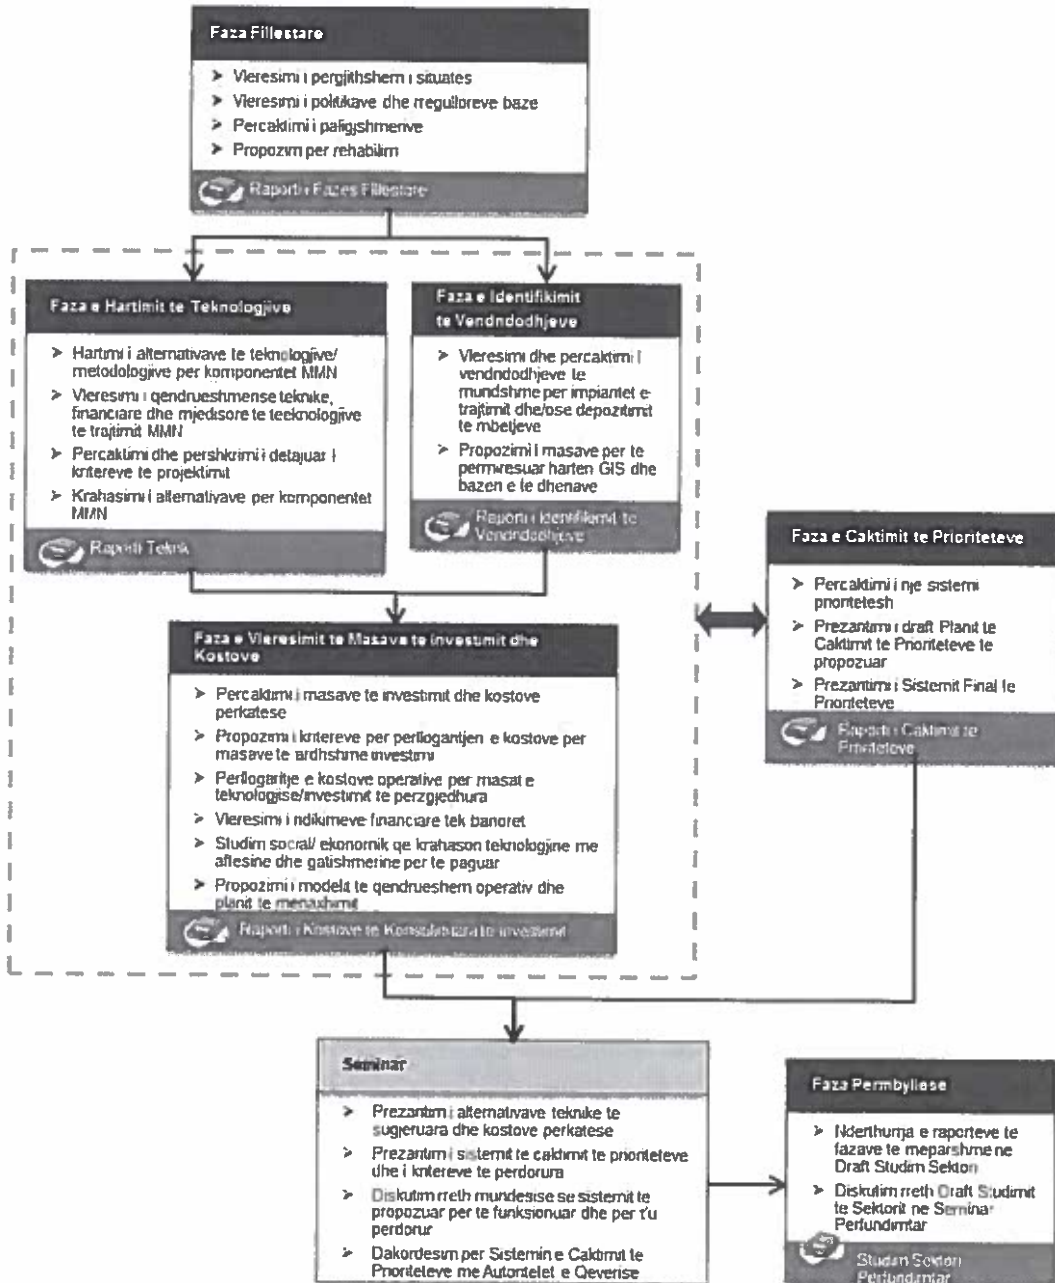 Faza Fillestare
➢ Vleresimi i pergjithshem i situates
➢ Vleresimi i politikave dhe rregulloreve baze
➢ Percaktimi i paligjshmerive
➢ Propozim per rehabilim
Raporti i Fazes Fillestare
Faza e Hartimit te Teknologjive
➢ Hartimi i alternativave te teknologjive/
metodologjive per komponentet MMN
➢ Vleresimi i qendrueshmense teknike,
financiare dhe mjedisore te teeknologjive
te trajtimit MMN
➢ Percaktimi dhe pershkrimi i detajuar i
kritereve te projektimit
➢ Krahasimi i alternativave per komponentet
MMN
Raporti Teknik
Faza e Identifikimit
te Vendndodhjeve
➢ Vleresimi dhe percaktimi i
vendndodhjeve te
mundshme per impiantet e
trajtimit dhe/ose depozitimit
te mbetjeve
➢ Propozimi i masave per te
permiresuar harten GIS dhe
bazen e te dhenave
Raporti i Identifikimit te
Vendndodhjeve
Faza e Caktimit te Prioriteteve
➢ Percaktimi i nje sistemi
prioritetesh
➢ Prezantimi i draft Planit te
Caktimit te Prioriteteve te
propozuar
➢ Prezantimi i Sistemit Final te
Prioriteteve
Raporti i Caktimit te
Prioriteteve
Faza e Vleresimit te Masave te Investimit dhe
Kostove
➢ Percaktimi i masave te investimit dhe kostove
perkatese
➢ Propozimi i kritereve per perllogaritjen e kostove per
masave te ardhshme investimi
➢ Perllogaritje e kostove operative per masat e
teknologjise/investimit te perzgjedhura
➢ Vleresimi i ndikimeve financiare tek banoret
➢ Studim social/ ekonomik qe krahason teknologjine me
aftesine dhe gatishmerine per te paguar
➢ Propozimi i modelit te qendrueshem operativ dhe
planit te menaxhimit
Raporti i Kostove te Konsoliduara te Investimit
Seminar
➢ Prezantim i alternativave teknike te
sugjeruara dhe kostove perkatese
➢ Prezantim i sistemit te caktimit te prioriteteve
dhe i kritereve te perdorura
➢ Diskutim rreth mundesise se sistemit te
propozuar per te funksionuar dhe per t'u
perdorur
➢ Dakordesim per Sistemin e Caktimit te
Prioriteteve me Autoritetet e Qeverise
Faza Permbyllese
➢ Nderthurrja e raporteve te
fazave te meparshme ne
Draft Studim Sektori
➢ Diskutim rreth Draft Studimit
te Sektorit ne Seminar
Perfundimtar
Studim Sektori
Perfundimtar